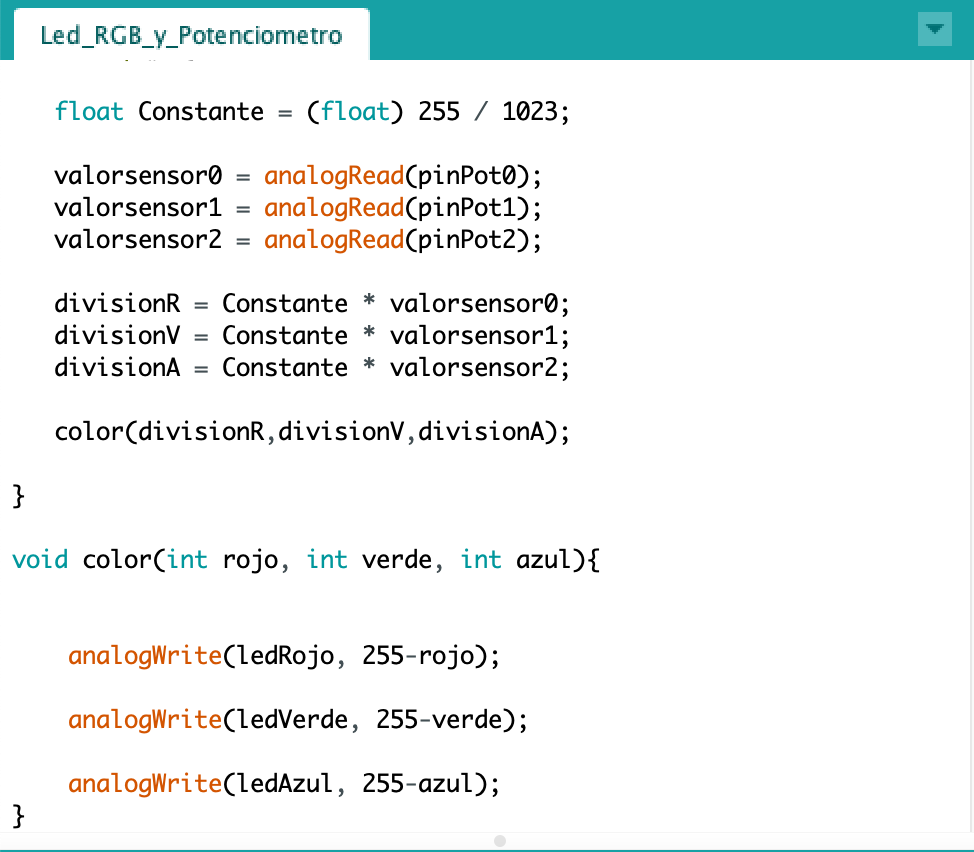 Led_RGB_y_Potenciometro
float Constante = (float) 255 / 1023;
valorsensor0 = analogRead(pinPot0);
valorsensor1 = analogRead(pinPot1);
valorsensor2 = analogRead(pinPot2);
divisionR = Constante * valorsensor0;
divisionV = Constante * valorsensor1;
divisionA = Constante * valorsensor2;
color(divisionR,divisionV,divisionA);
}
void color(int rojo, int verde, int azul){
analogWrite(ledRojo, 255-rojo);
analogWrite(ledVerde, 255-verde);
analogWrite(ledAzul, 255-azul);
}